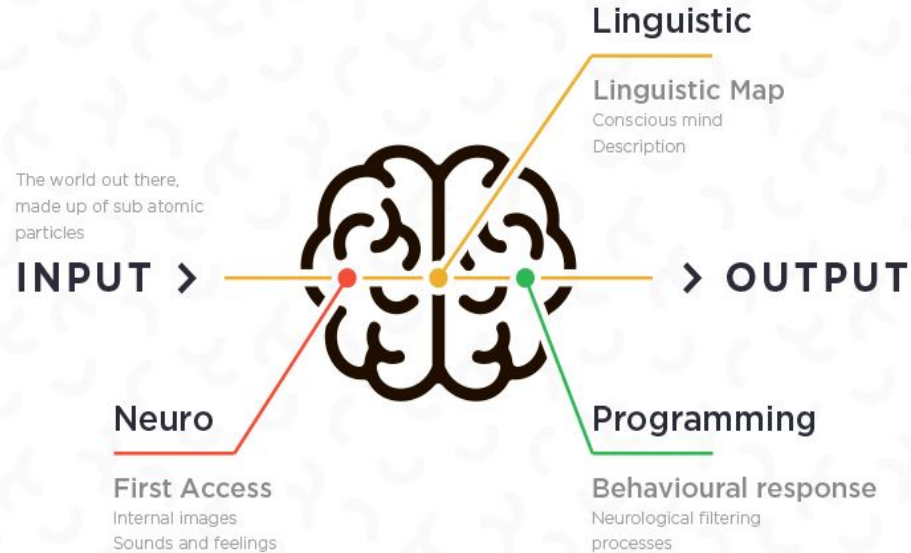 Linguistic
Linguistic Map
Conscious mind
Description
The world out there,
made up of sub atomic
particles
INPUT >
> OUTPUT
Neuro
First Access
Internal images
Sounds and feelings
Programming
Behavioural response
Neurological filtering
processes